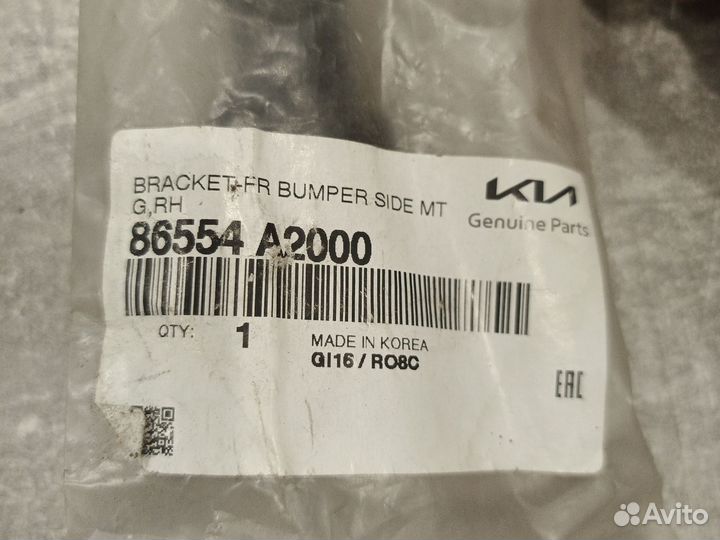 BRACKET-FR BUMPER SIDE MT
G,RH
KIA
Genuine Parts
86554 A2000
QTY: 1
MADE IN KOREA
GI16 / RO8C
EAC
Avito